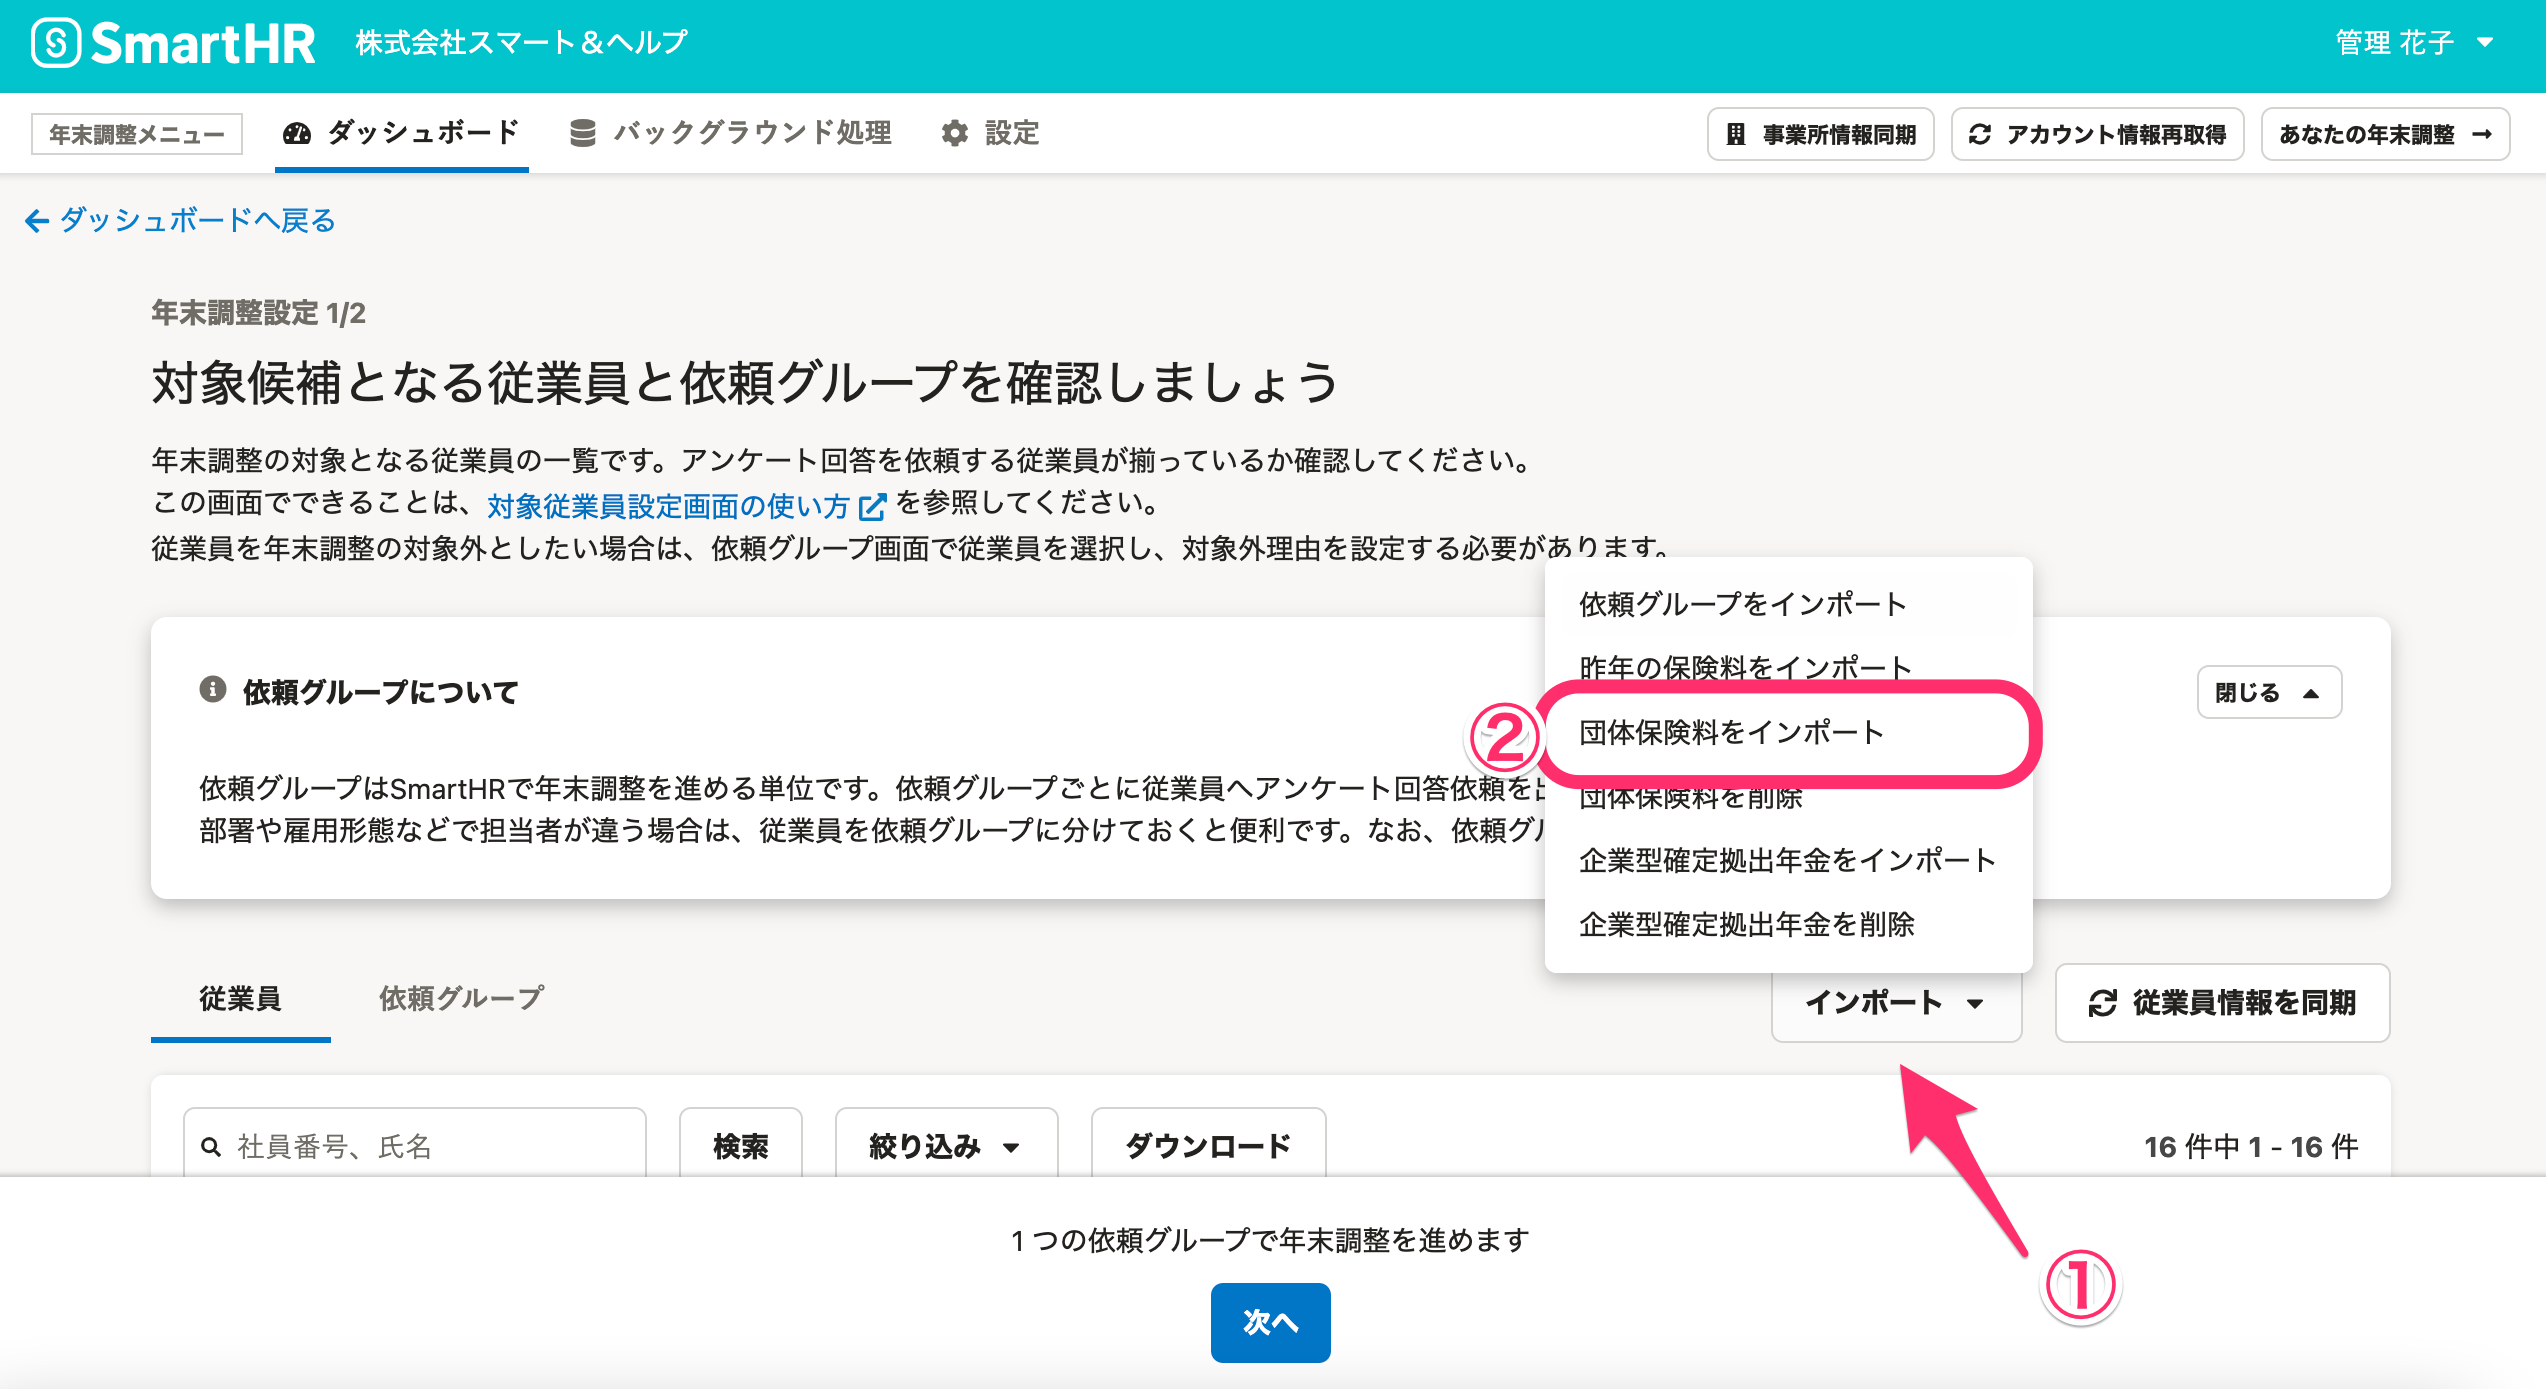 SmartHR 株式会社スマート＆ヘルプ 管理 花子
年末調整メニュー ダッシュボード バックグラウンド処理 設定 事業所情報同期 アカウント情報再取得 あなたの年末調整 →
← ダッシュボードへ戻る
年末調整設定 1/2
対象候補となる従業員と依頼グループを確認しましょう
年末調整の対象となる従業員の一覧です。アンケート回答を依頼する従業員が揃っているか確認してください。
この画面でできることは、対象従業員設定画面の使い方 を参照してください。
従業員を年末調整の対象外としたい場合は、依頼グループ画面で従業員を選択し、対象外理由を設定する必要があります。
依頼グループについて
閉じる
依頼グループはSmartHRで年末調整を進める単位です。依頼グループごとに従業員へアンケート回答依頼を
部署や雇用形態などで担当者が違う場合は、従業員を依頼グループに分けておくと便利です。なお、依頼グル
依頼グループをインポート
昨年の保険料をインポート
② 団体保険料をインポート
団体保険料を削除
企業型確定拠出年金をインポート
企業型確定拠出年金を削除
従業員 依頼グループ インポート 従業員情報を同期
社員番号、氏名 検索 絞り込み ダウンロード 16 件中 1 - 16 件
①
1 つの依頼グループで年末調整を進めます
次へ